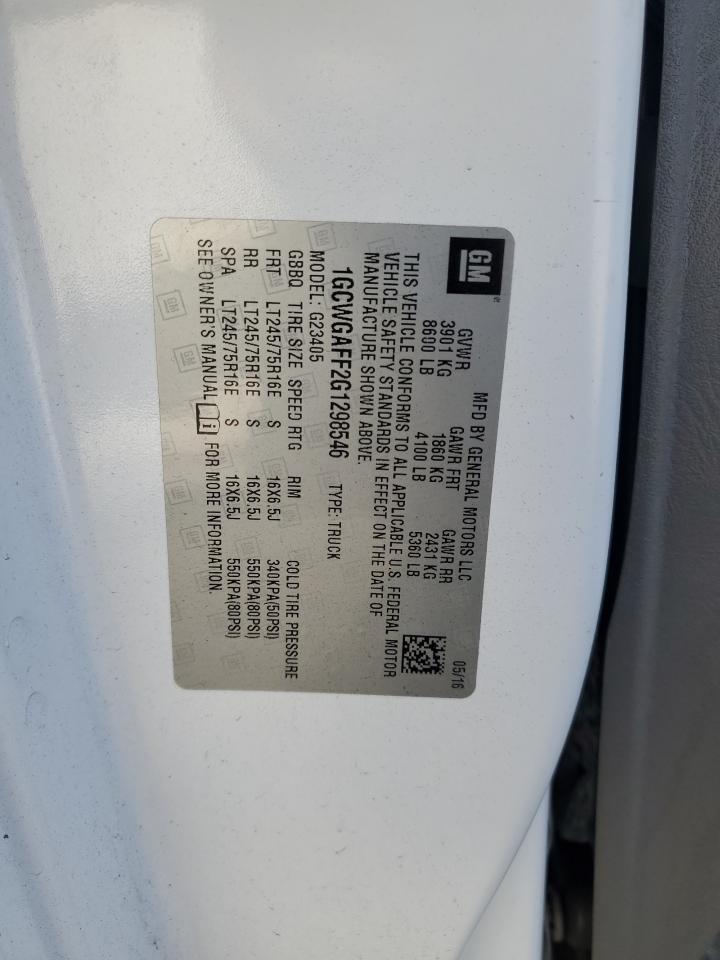 GM
MFD BY GENERAL MOTORS LLC 05/16
GVWR GAWR FRT GAWR RR
3901 KG 1860 KG 2431 KG
8600 LB 4100 LB 5360 LB
THIS VEHICLE CONFORMS TO ALL APPLICABLE U.S. FEDERAL MOTOR
VEHICLE SAFETY STANDARDS IN EFFECT ON THE DATE OF
MANUFACTURE SHOWN ABOVE.
1GCWGAFF2G1298546 TYPE: TRUCK
MODEL: G23405
GBBQ TIRE SIZE SPEED RTG RIM COLD TIRE PRESSURE
FRT LT245/75R16E S 16X6.5J 340KPA(50PSI)
RR LT245/75R16E S 16X6.5J 550KPA(80PSI)
SPA LT245/75R16E S 16X6.5J 550KPA(80PSI)
SEE OWNER'S MANUAL i FOR MORE INFORMATION.